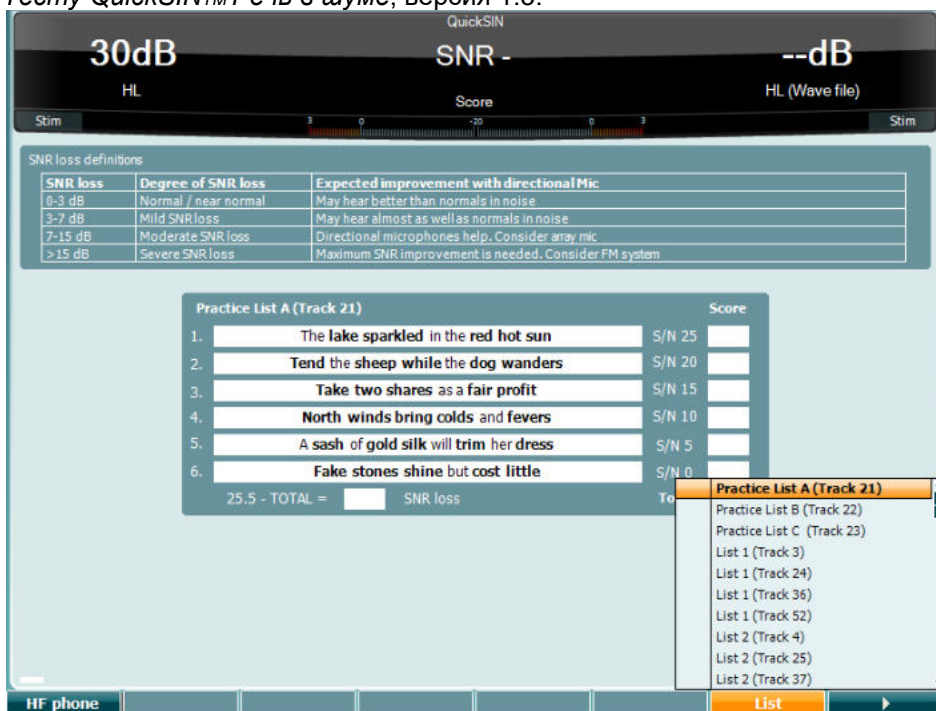 тесту QuickSINTM Речь в шуме, версия 1.3.
QuickSIN
30dB SNR - --dB
HL HL (Wave file)
Score
Stim 3 0 -20 0 3 Stim
SNR loss definitions
SNR loss Degree of SNR loss Expected improvement with directional Mic
0-3 dB Normal / near normal May hear better than normals in noise
3-7 dB Mild SNR loss May hear almost as well as normals in noise
7-15 dB Moderate SNR loss Directional microphones help. Consider array mic
>15 dB Severe SNR loss Maximum SNR improvement is needed. Consider FM system
Practice List A (Track 21) Score
1. The lake sparkled in the red hot sun S/N 25
2. Tend the sheep while the dog wanders S/N 20
3. Take two shares as a fair profit S/N 15
4. North winds bring colds and fevers S/N 10
5. A sash of gold silk will trim her dress S/N 5
6. Fake stones shine but cost little S/N 0
25.5 - TOTAL = SNR loss To
Practice List A (Track 21)
Practice List B (Track 22)
Practice List C (Track 23)
List 1 (Track 3)
List 1 (Track 24)
List 1 (Track 36)
List 1 (Track 52)
List 2 (Track 4)
List 2 (Track 25)
List 2 (Track 37)
HF phone List